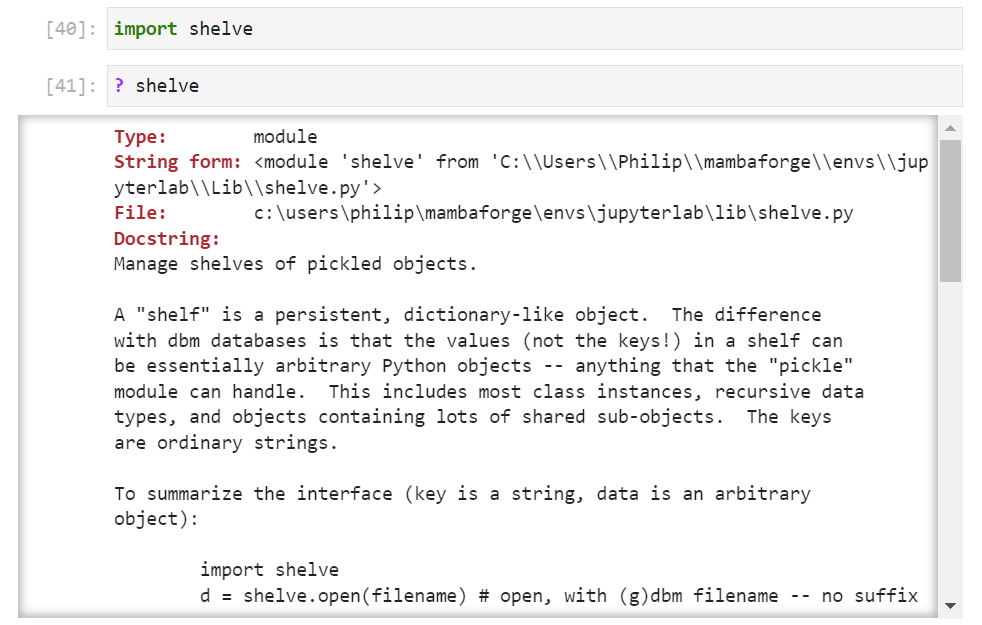 [40]: import shelve
[41]: ? shelve
Type:        module
String form: <module 'shelve' from 'C:\\Users\\Philip\\mambaforge\\envs\\jup
yterlab\\Lib\\shelve.py'>
File:        c:\users\philip\mambaforge\envs\jupyterlab\lib\shelve.py
Docstring:
Manage shelves of pickled objects.
A "shelf" is a persistent, dictionary-like object.  The difference
with dbm databases is that the values (not the keys!) in a shelf can
be essentially arbitrary Python objects -- anything that the "pickle"
module can handle.  This includes most class instances, recursive data
types, and objects containing lots of shared sub-objects.  The keys
are ordinary strings.
To summarize the interface (key is a string, data is an arbitrary
object):
        import shelve
        d = shelve.open(filename) # open, with (g)dbm filename -- no suffix